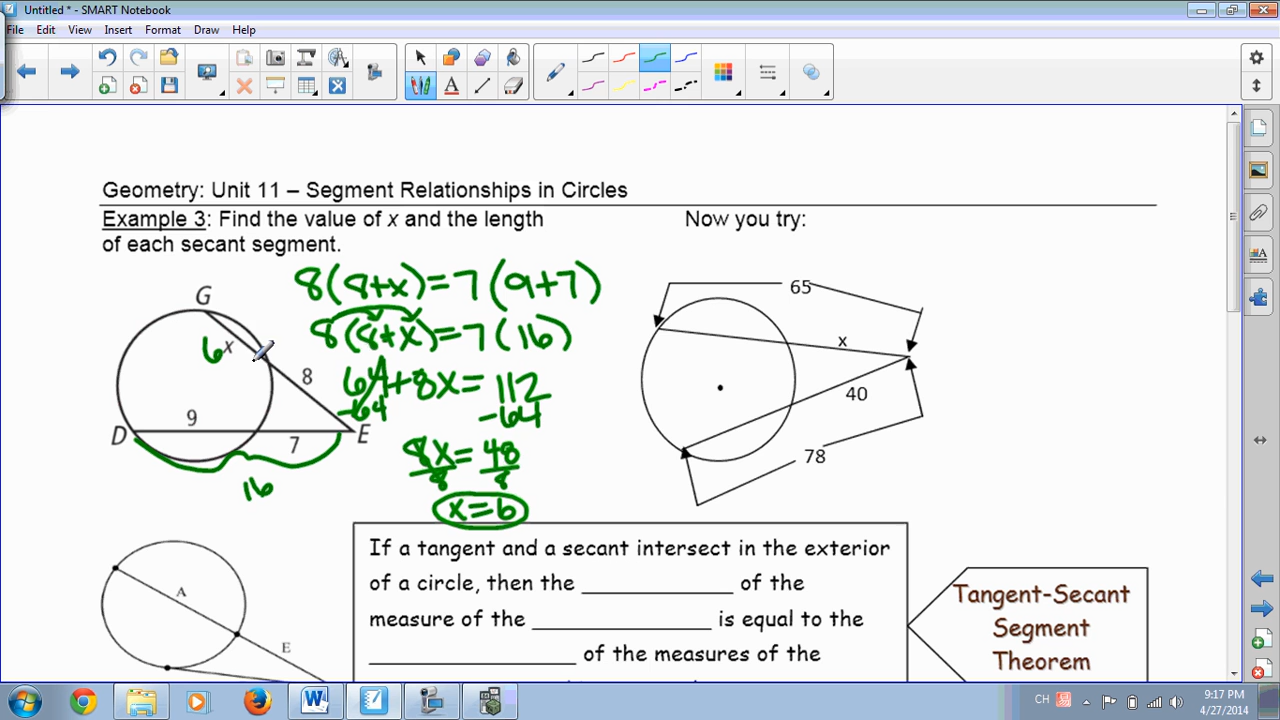 Untitled * - SMART Notebook
File Edit View Insert Format Draw Help
Geometry: Unit 11 – Segment Relationships in Circles
Example 3: Find the value of x and the length
of each secant segment.
Now you try:
8(8+x)=7(9+7)
8(8+x)=7(16)
64+8x=112
-64 -64
8x=48
8 8
x=6
G
6x
8
9
D
7
E
16
65
x
40
78
A
E
If a tangent and a secant intersect in the exterior
of a circle, then the ____________ of the
measure of the ______________ is equal to the
________________ of the measures of the
Tangent-Secant
Segment
Theorem
CH
9:17 PM
4/27/2014